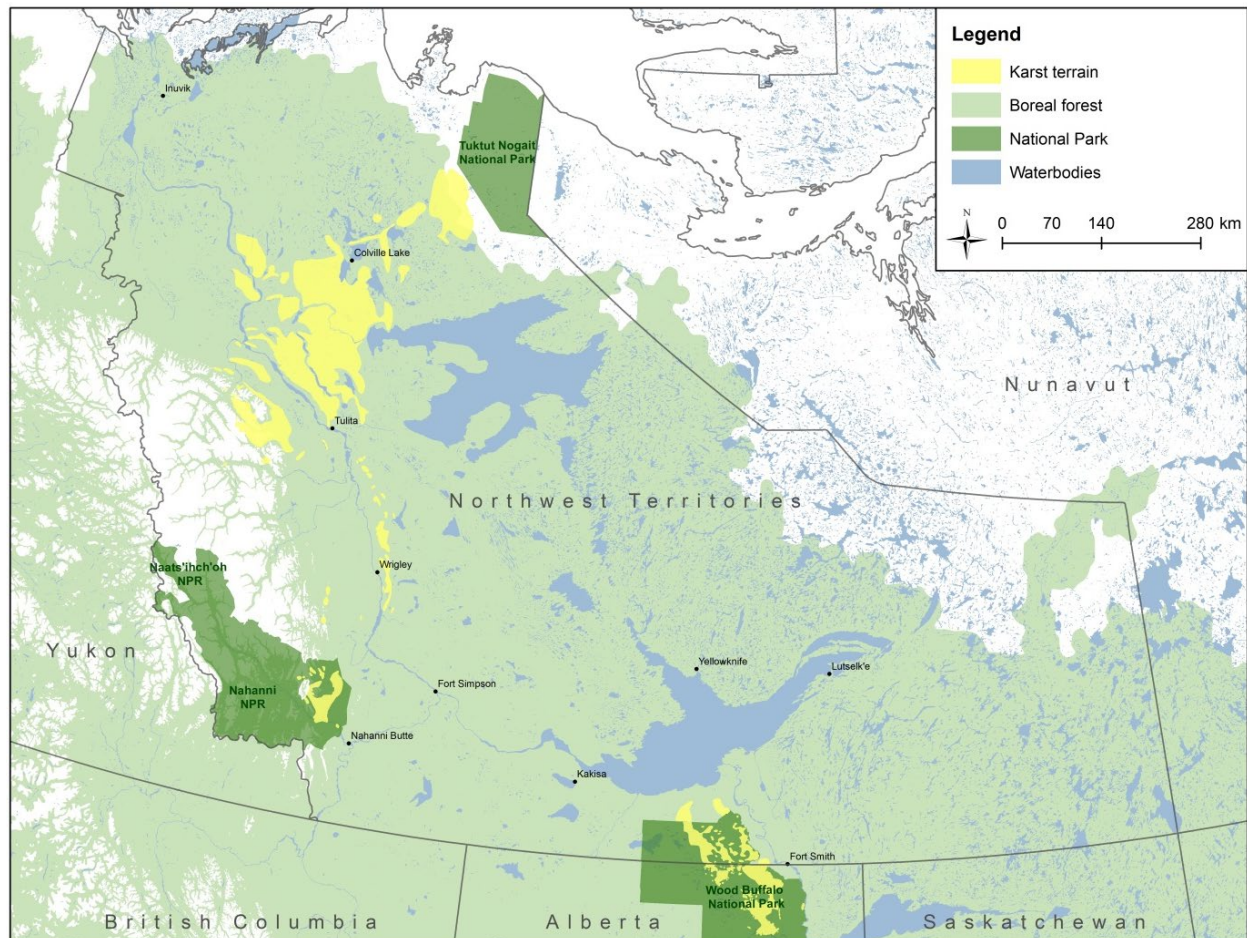 Legend
Karst terrain
Boreal forest
National Park
Waterbodies
N
0 70 140 280 km
Inuvik
Tuktut Nogait
National Park
Colville Lake
Nunavut
Tulita
Northwest Territories
Naats'ihch'oh
NPR
Wrigley
Yukon
Yellowknife
Lutselk'e
Nahanni
NPR
Fort Simpson
Nahanni Butte
Kakisa
Fort Smith
Wood Buffalo
National Park
British Columbia
Alberta
Saskatchewan